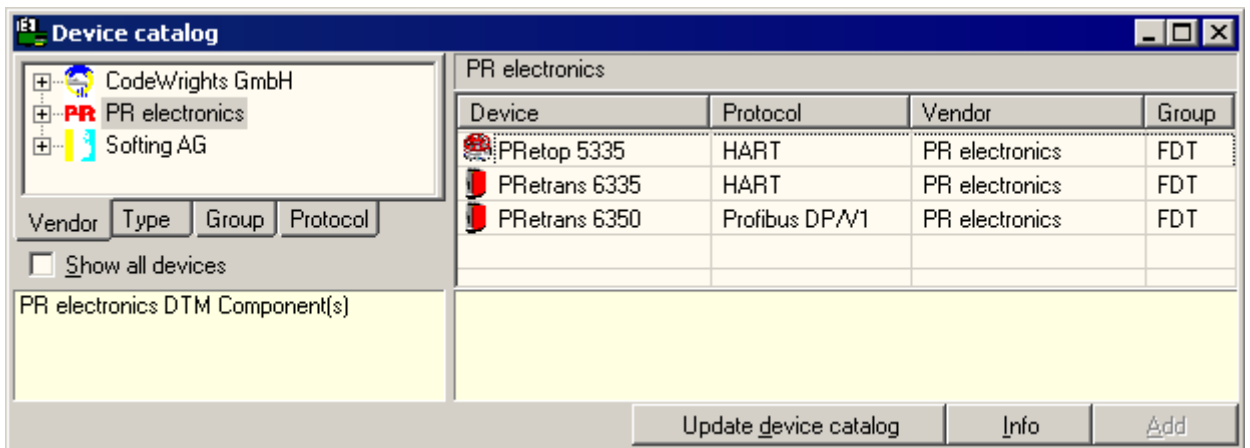 Device catalog
CodeWrights GmbH
PR PR electronics
Softing AG
Vendor Type Group Protocol
Show all devices
PR electronics DTM Component(s)
PR electronics
Device Protocol Vendor Group
PRetop 5335 HART PR electronics FDT
PRetrans 6335 HART PR electronics FDT
PRetrans 6350 Profibus DP/V1 PR electronics FDT
Update device catalog Info Add